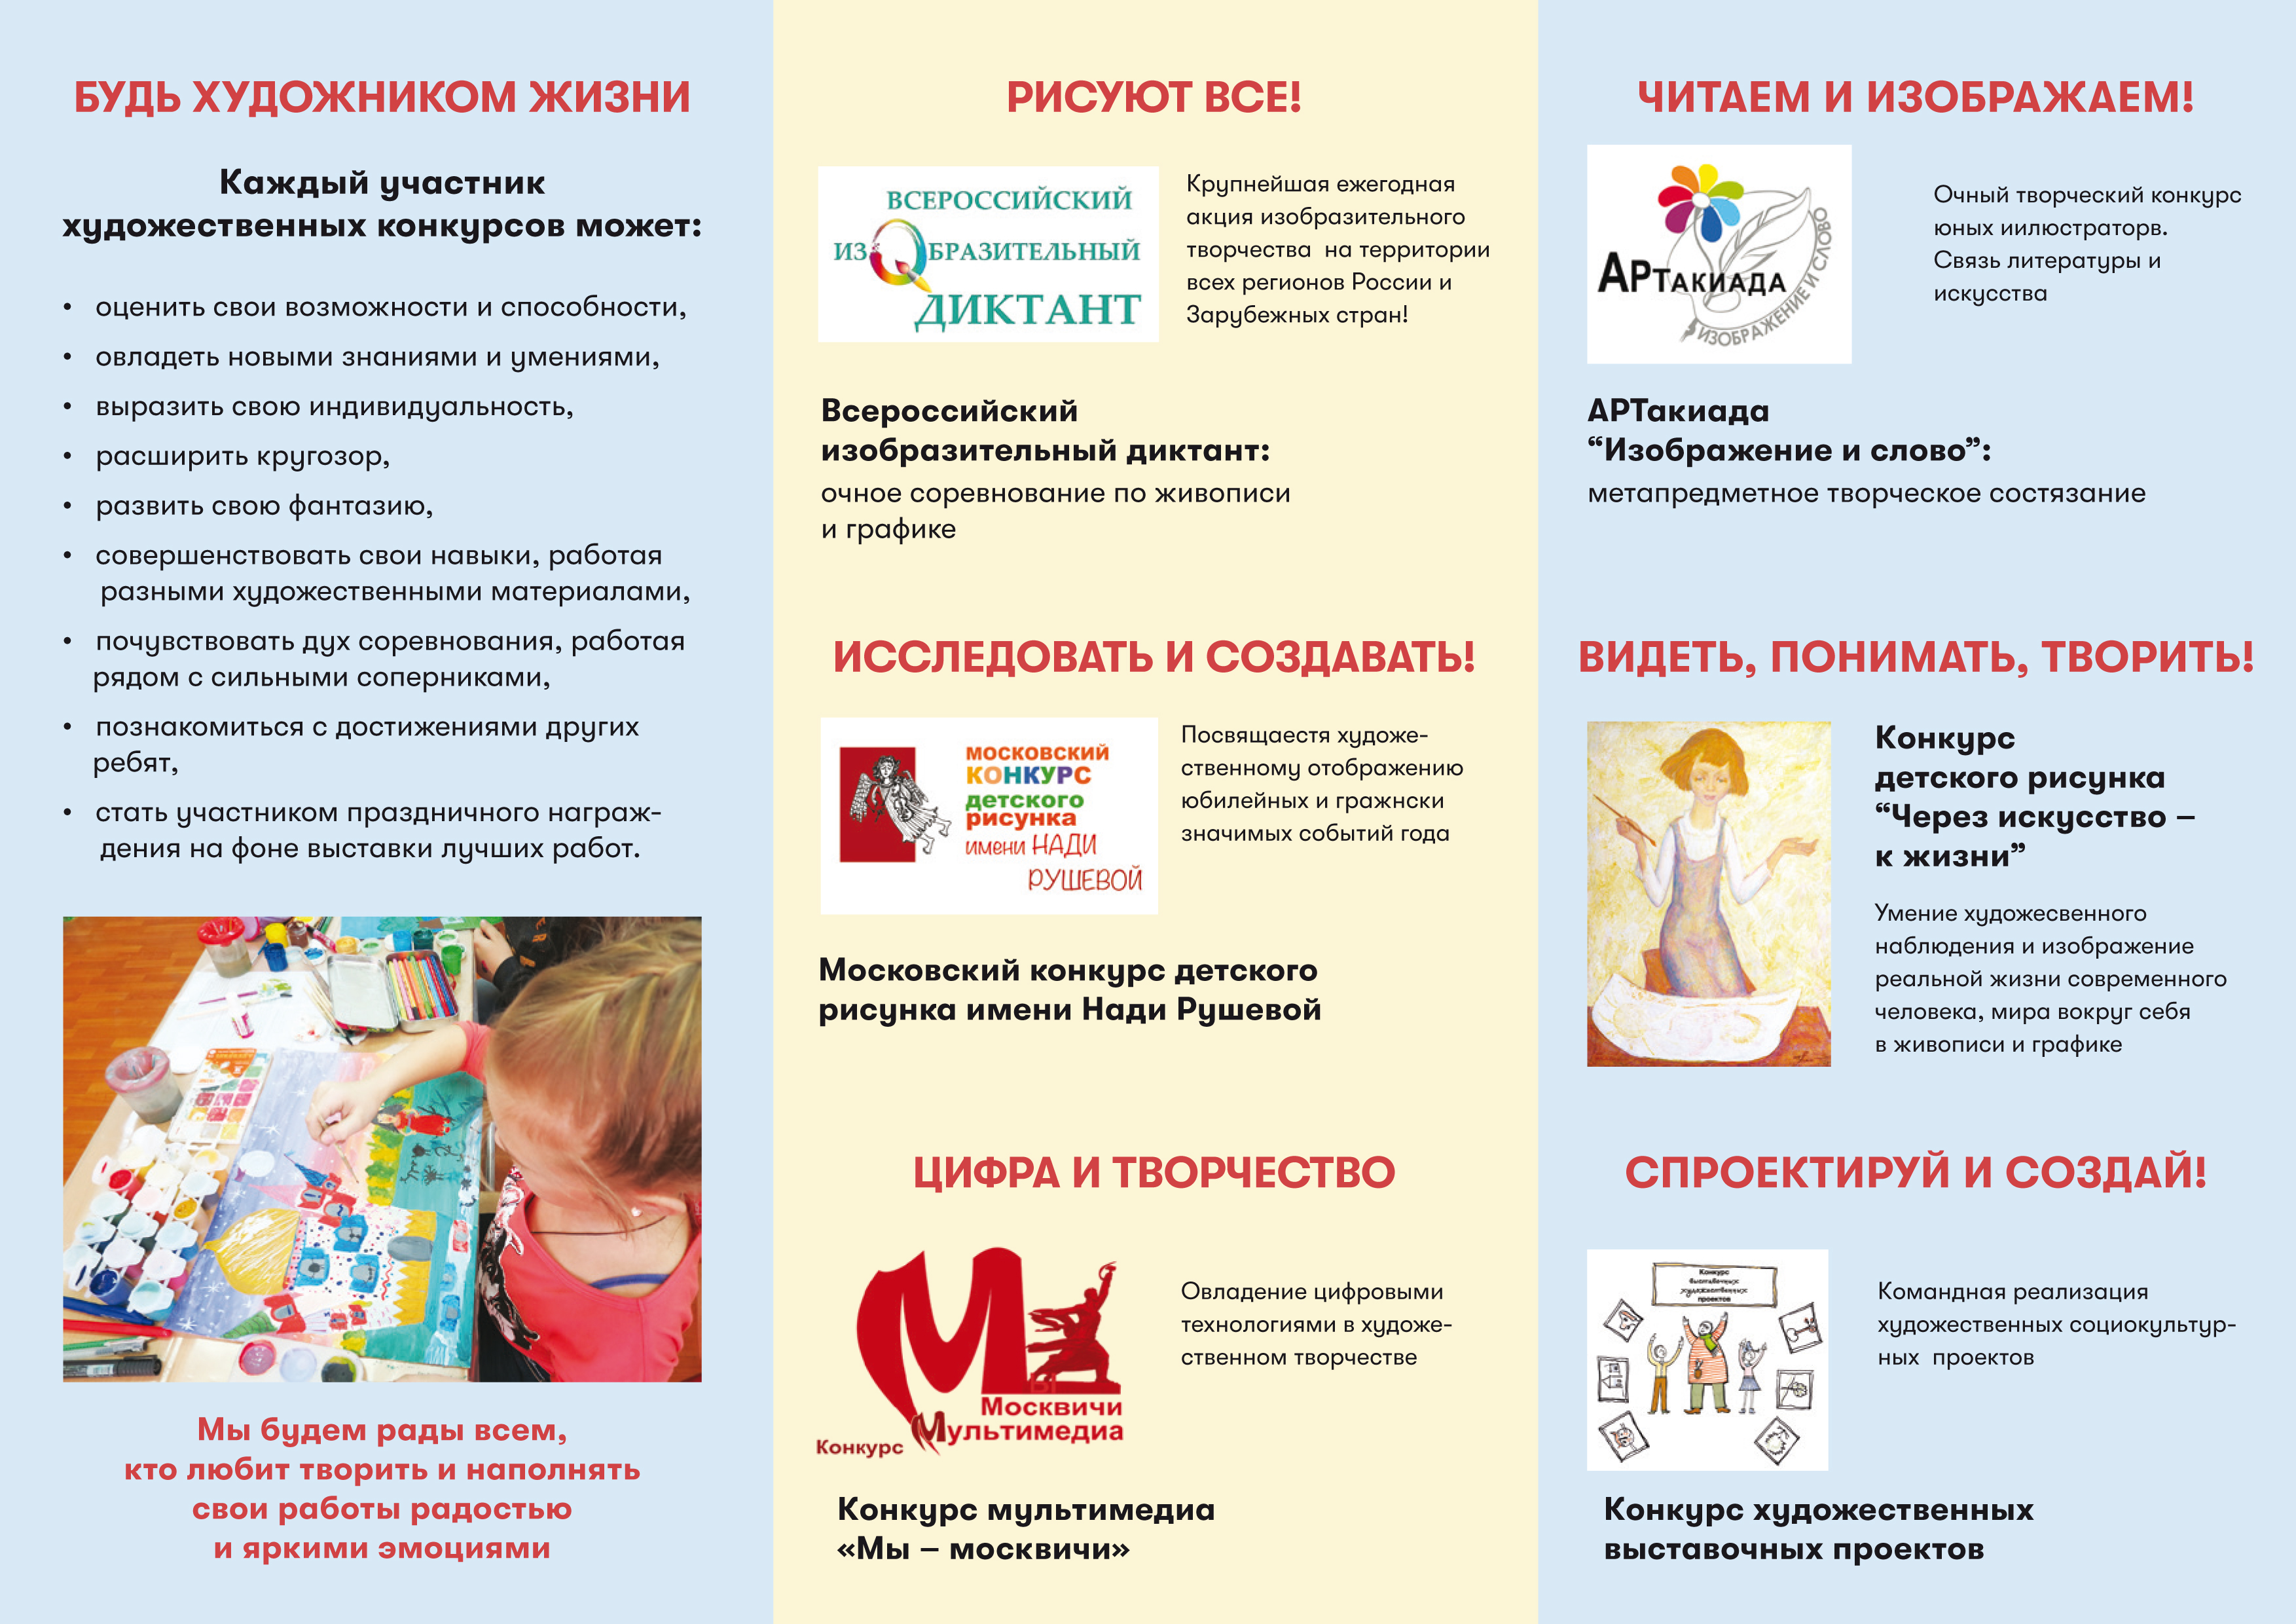 БУДЬ ХУДОЖНИКОМ ЖИЗНИ
Каждый участник
художественных конкурсов может:
• оценить свои возможности и способности,
• овладеть новыми знаниями и умениями,
• выразить свою индивидуальность,
• расширить кругозор,
• развить свою фантазию,
• совершенствовать свои навыки, работая
разными художественными материалами,
• почувствовать дух соревнования, работая
рядом с сильными соперниками,
• познакомиться с достижениями других
ребят,
• стать участником праздничного награж-
дения на фоне выставки лучших работ.
Мы будем рады всем,
кто любит творить и наполнять
свои работы радостью
и яркими эмоциями
РИСУЮТ ВСЕ!
ВСЕРОССИЙСКИЙ
ИЗОБРАЗИТЕЛЬНЫЙ
ДИКТАНТ
Крупнейшая ежегодная
акция изобразительного
творчества на территории
всех регионов России и
Зарубежных стран!
Всероссийский
изобразительный диктант:
очное соревнование по живописи
и графике
ИССЛЕДОВАТЬ И СОЗДАВАТЬ!
МОСКОВСКИЙ
КОНКУРС
детского
рисунка
имени НАДИ
РУШЕВОЙ
Посвящаестя художе-
ственному отображению
юбилейных и гражнски
значимых событий года
Московский конкурс детского
рисунка имени Нади Рушевой
ЦИФРА И ТВОРЧЕСТВО
Мы
Москвичи
Конкурс Мультимедиа
Овладение цифровыми
технологиями в художе-
ственном творчестве
Конкурс мультимедиа
«Мы – москвичи»
ЧИТАЕМ И ИЗОБРАЖАЕМ!
АРТАКИАДА
ИЗОБРАЖЕНИЕ И СЛОВО
Очный творческий конкурс
юных иилюстраторв.
Связь литературы и
искусства
АРТакиада
“Изображение и слово”:
метапредметное творческое состязание
ВИДЕТЬ, ПОНИМАТЬ, ТВОРИТЬ!
Конкурс
детского рисунка
“Через искусство –
к жизни”
Умение художесвенного
наблюдения и изображение
реальной жизни современного
человека, мира вокруг себя
в живописи и графике
СПРОЕКТИРУЙ И СОЗДАЙ!
Конкурс
выставочных
художественных
проектов
Командная реализация
художественных социокультур-
ных проектов
Конкурс художественных
выставочных проектов